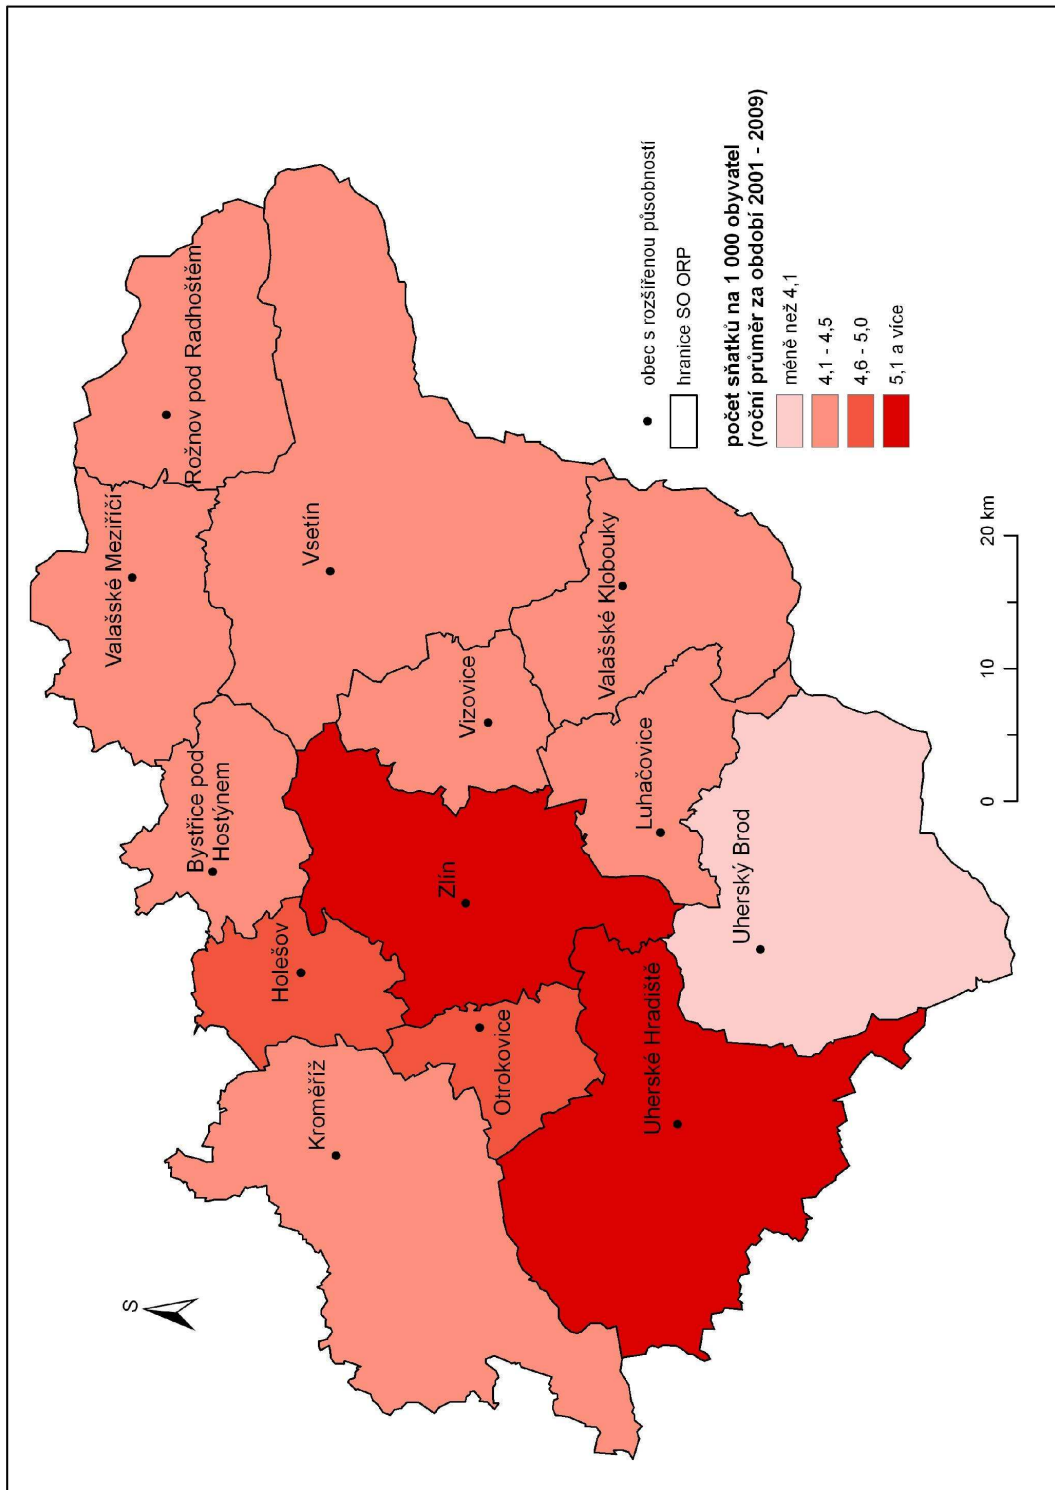 S
Valašské Meziříčí
Rožnov pod Radhoštěm
Bystřice pod
Hostýnem
Holešov
Kroměříž
Vsetín
Zlín
Vizovice
Otrokovice
Valašské Klobouky
Luhačovice
Uherské Hradiště
Uherský Brod
obec s rozšířenou působností
hranice SO ORP
počet sňatků na 1 000 obyvatel
(roční průměr za období 2001 - 2009)
méně než 4,1
4,1 - 4,5
4,6 - 5,0
5,1 a více
0 10 20 km